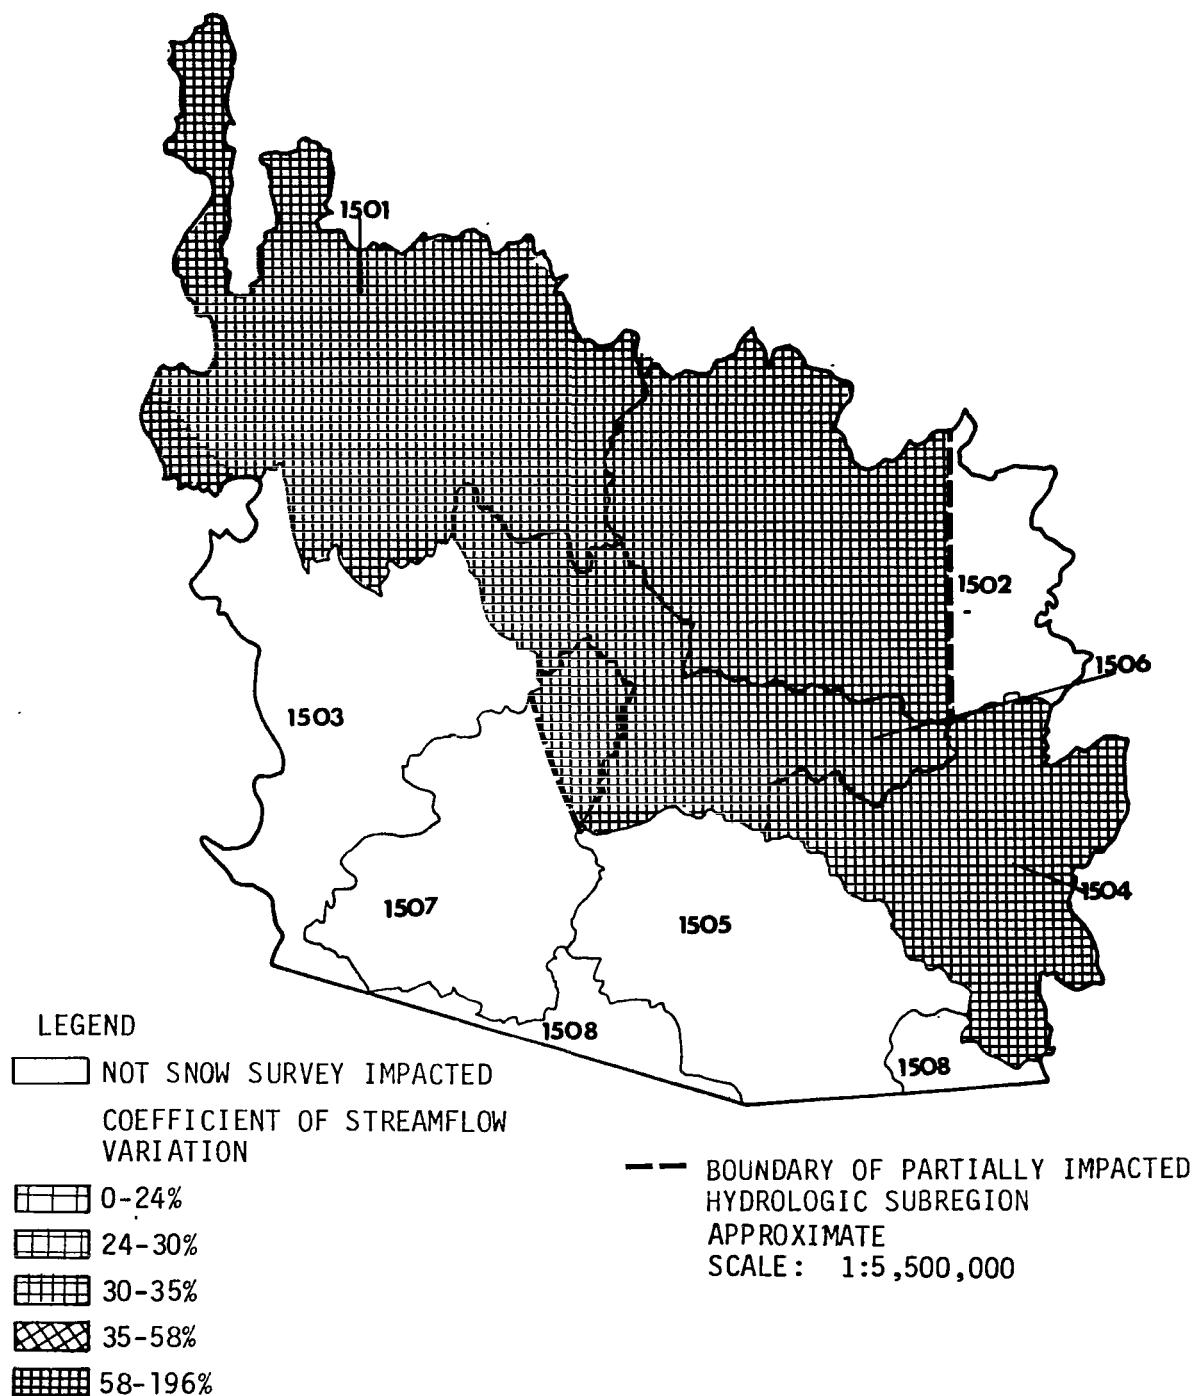 1501
1502
1506
1503
1504
1507
1505
1508
1508
LEGEND
NOT SNOW SURVEY IMPACTED
COEFFICIENT OF STREAMFLOW
VARIATION
0-24%
24-30%
30-35%
35-58%
58-196%
BOUNDARY OF PARTIALLY IMPACTED
HYDROLOGIC SUBREGION
APPROXIMATE
SCALE: 1:5,500,000